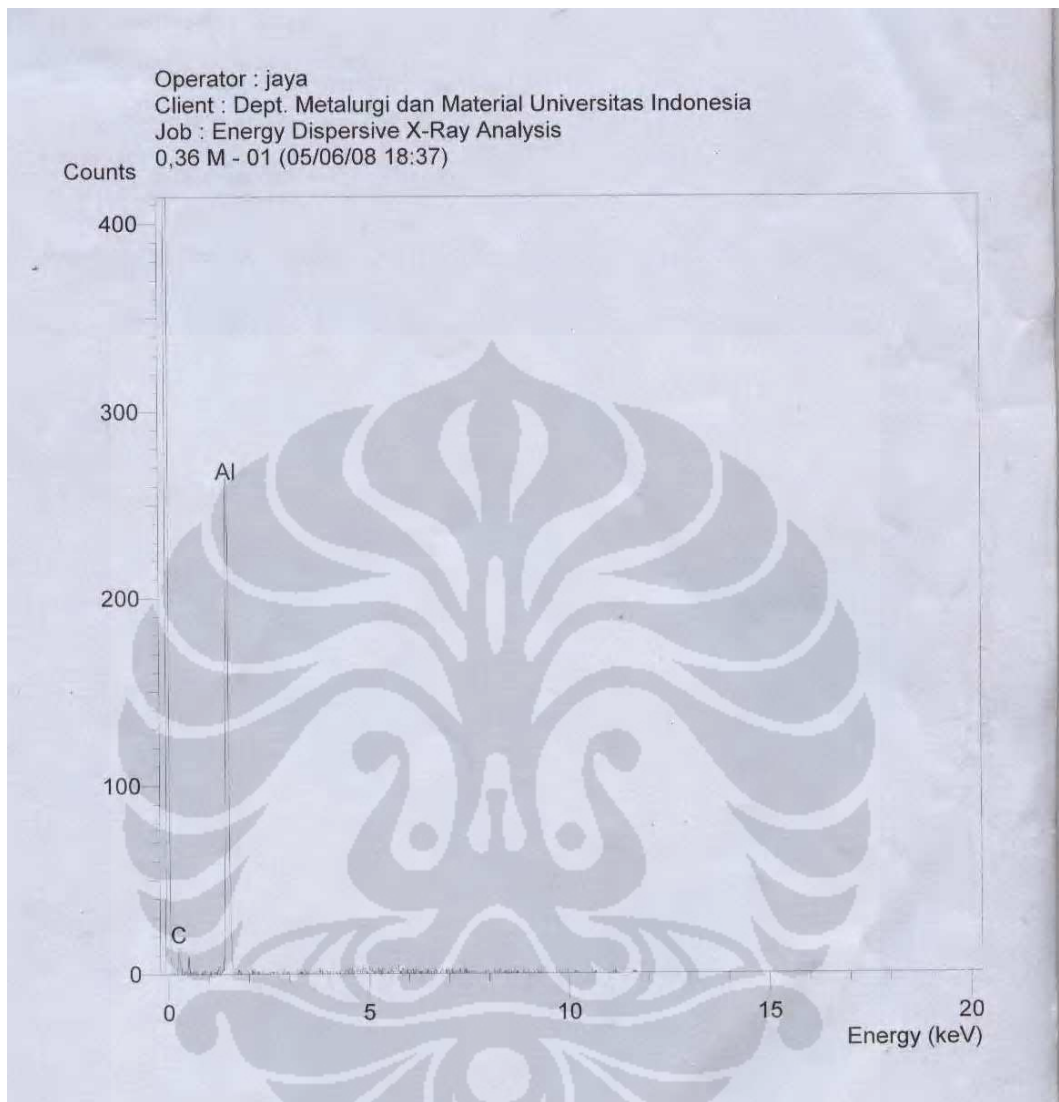 Operator : jaya
Client : Dept. Metalurgi dan Material Universitas Indonesia
Job : Energy Dispersive X-Ray Analysis
0,36 M - 01 (05/06/08 18:37)
Counts
400
300
Al
200
100
C
0
0 5 10 15 20
Energy (keV)